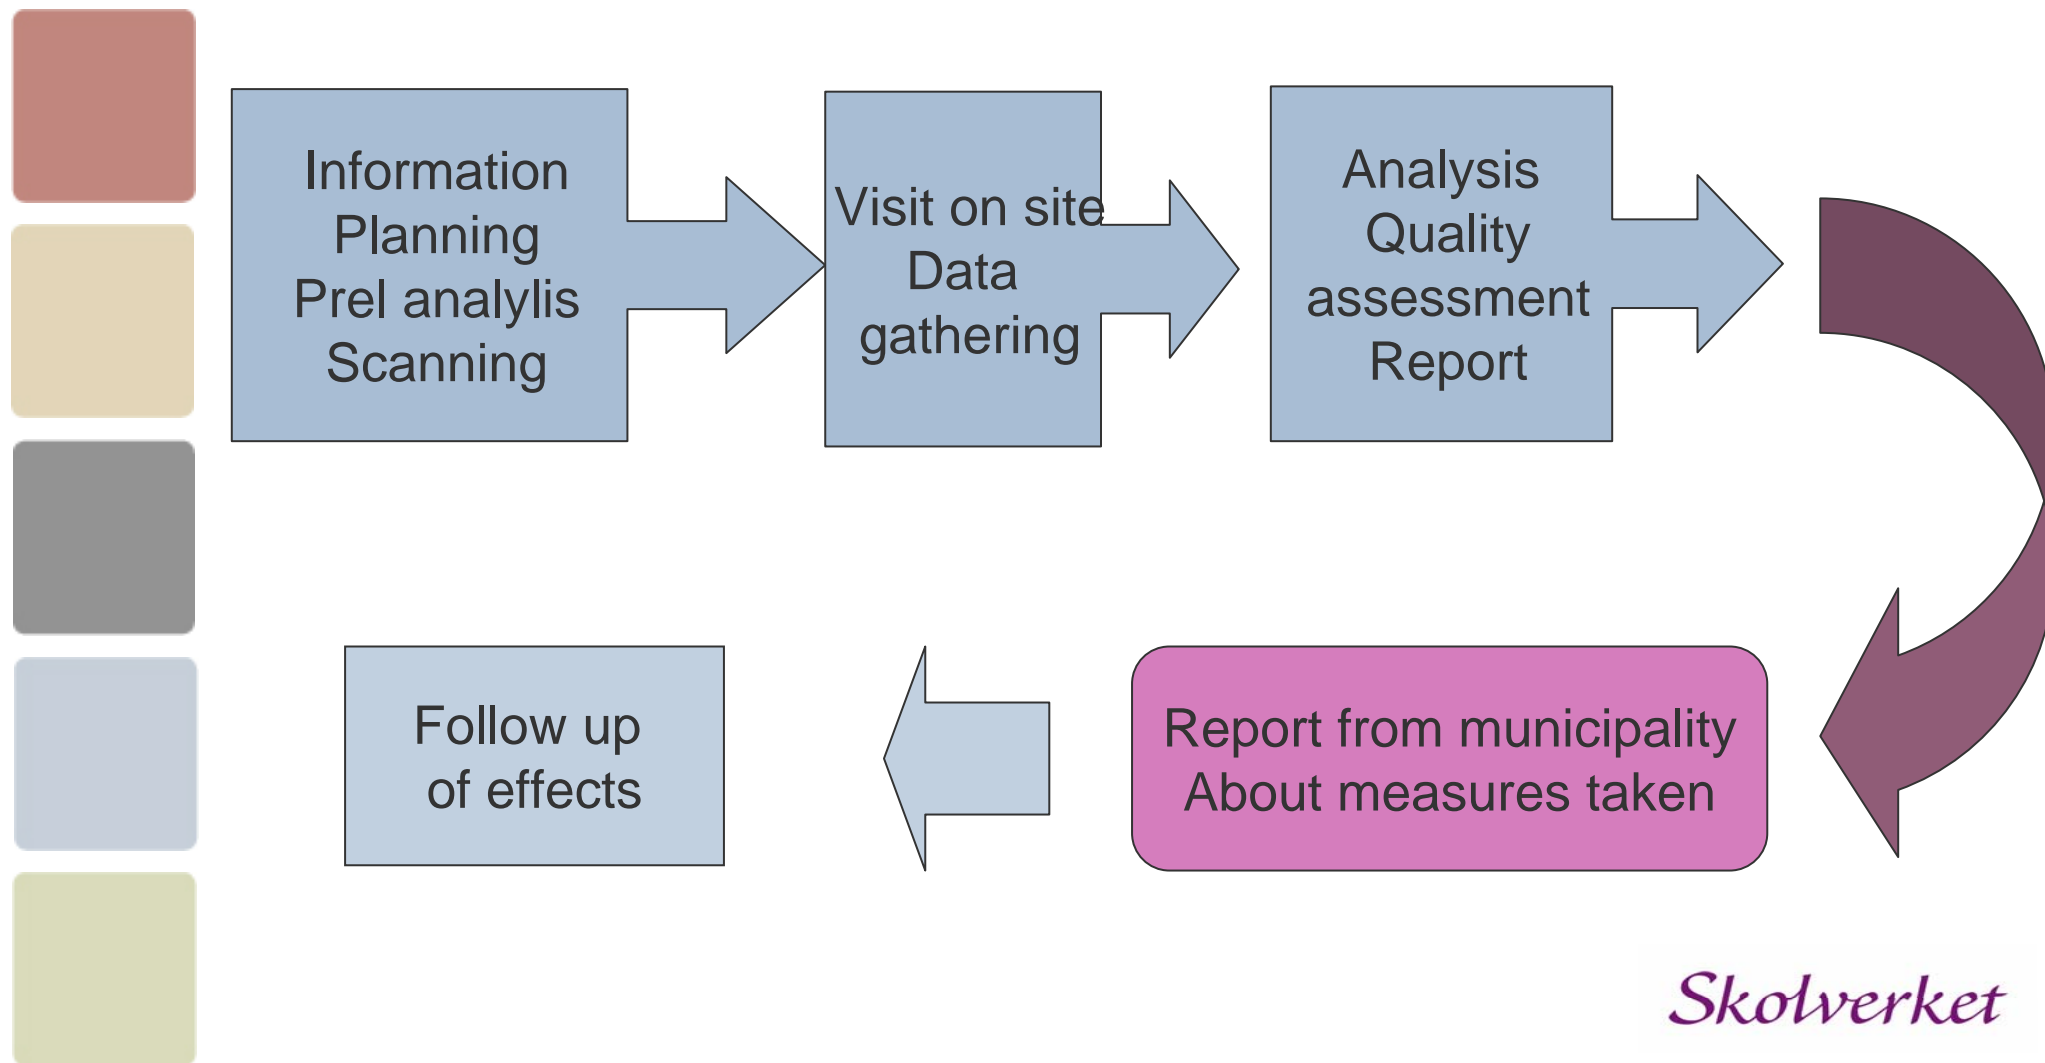 Information
Planning
Prel analylis
Scanning
Visit on site
Data
gathering
Analysis
Quality
assessment
Report
Report from municipality
About measures taken
Follow up
of effects
Skolverket